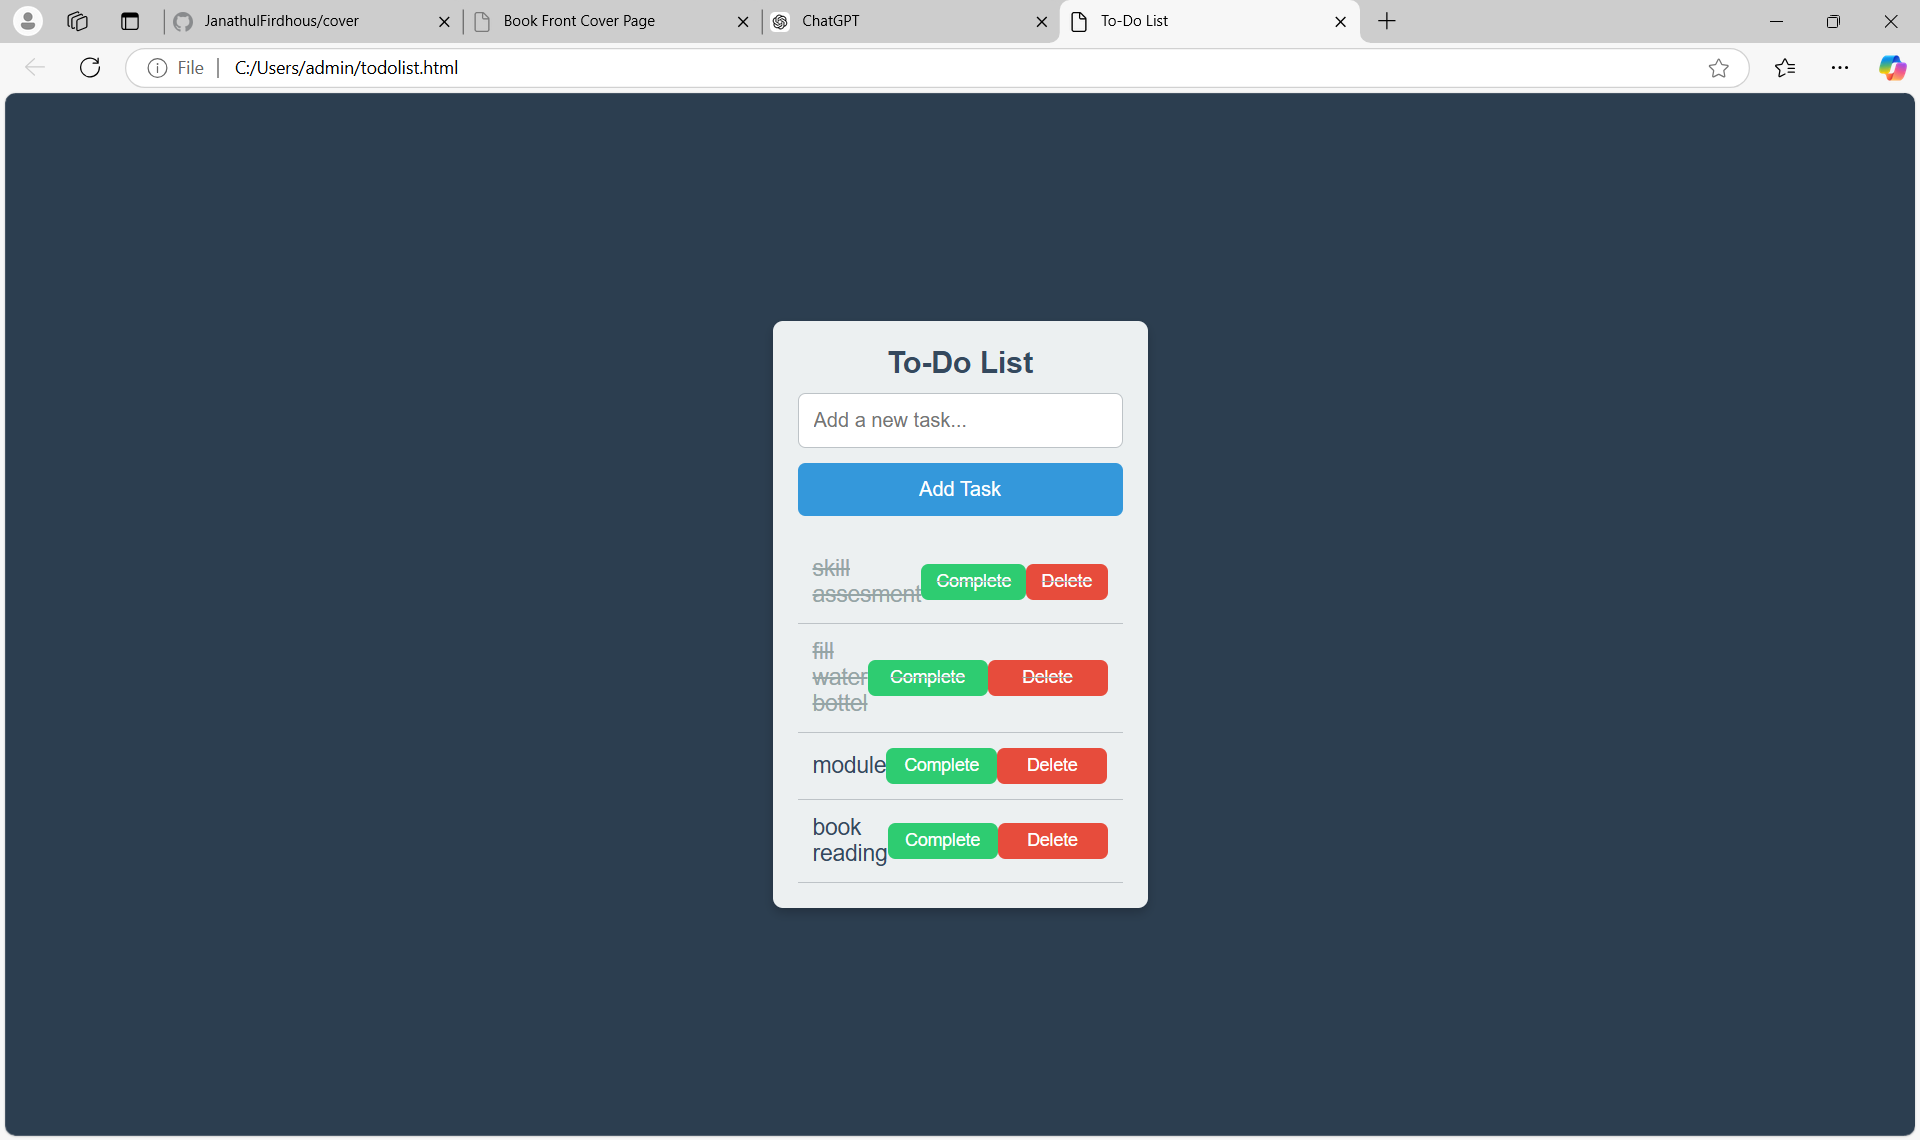 JanathulFirdhous/cover
Book Front Cover Page
ChatGPT
To-Do List
File
C:/Users/admin/todolist.html
To-Do List
Add a new task...
Add Task
skill
assesment
Complete
Delete
fill
water
bottel
Complete
Delete
module
Complete
Delete
book
reading
Complete
Delete